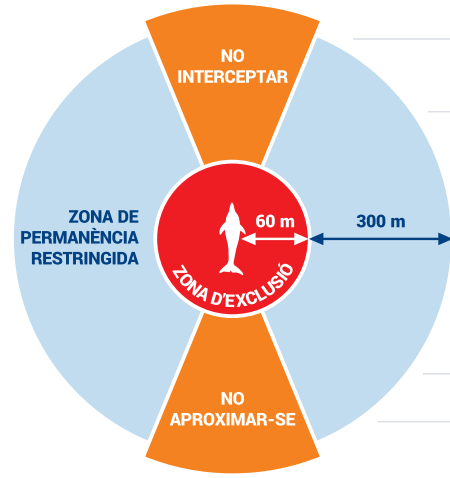 NO
INTERCEPTAR
ZONA DE
PERMANÈNCIA
RESTRINGIDA
60 m
300 m
ZONA D'EXCLUSIÓ
NO
APROXIMAR-SE